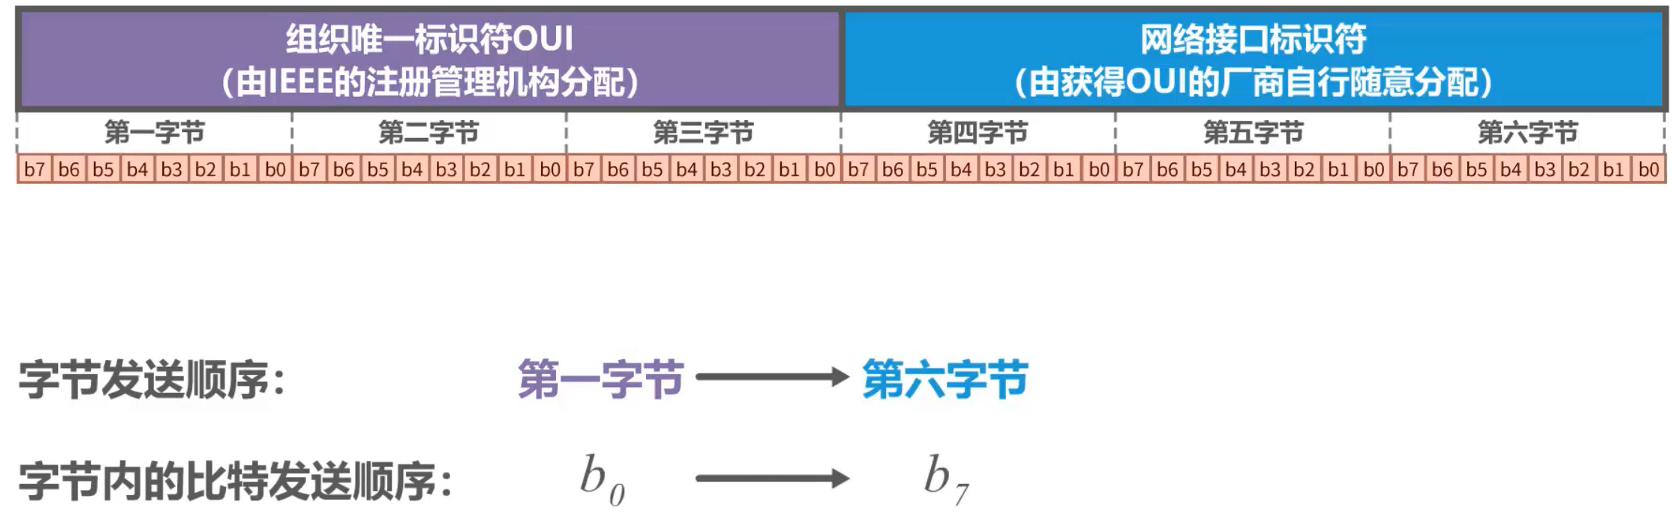 组织唯一标识符OUI
（由IEEE的注册管理机构分配）
网络接口标识符
（由获得OUI的厂商自行随意分配）
第一字节 第二字节 第三字节 第四字节 第五字节 第六字节
b7 b6 b5 b4 b3 b2 b1 b0 b7 b6 b5 b4 b3 b2 b1 b0 b7 b6 b5 b4 b3 b2 b1 b0 b7 b6 b5 b4 b3 b2 b1 b0 b7 b6 b5 b4 b3 b2 b1 b0 b7 b6 b5 b4 b3 b2 b1 b0
字节发送顺序： 第一字节 第六字节
字节内的比特发送顺序： b0 b7